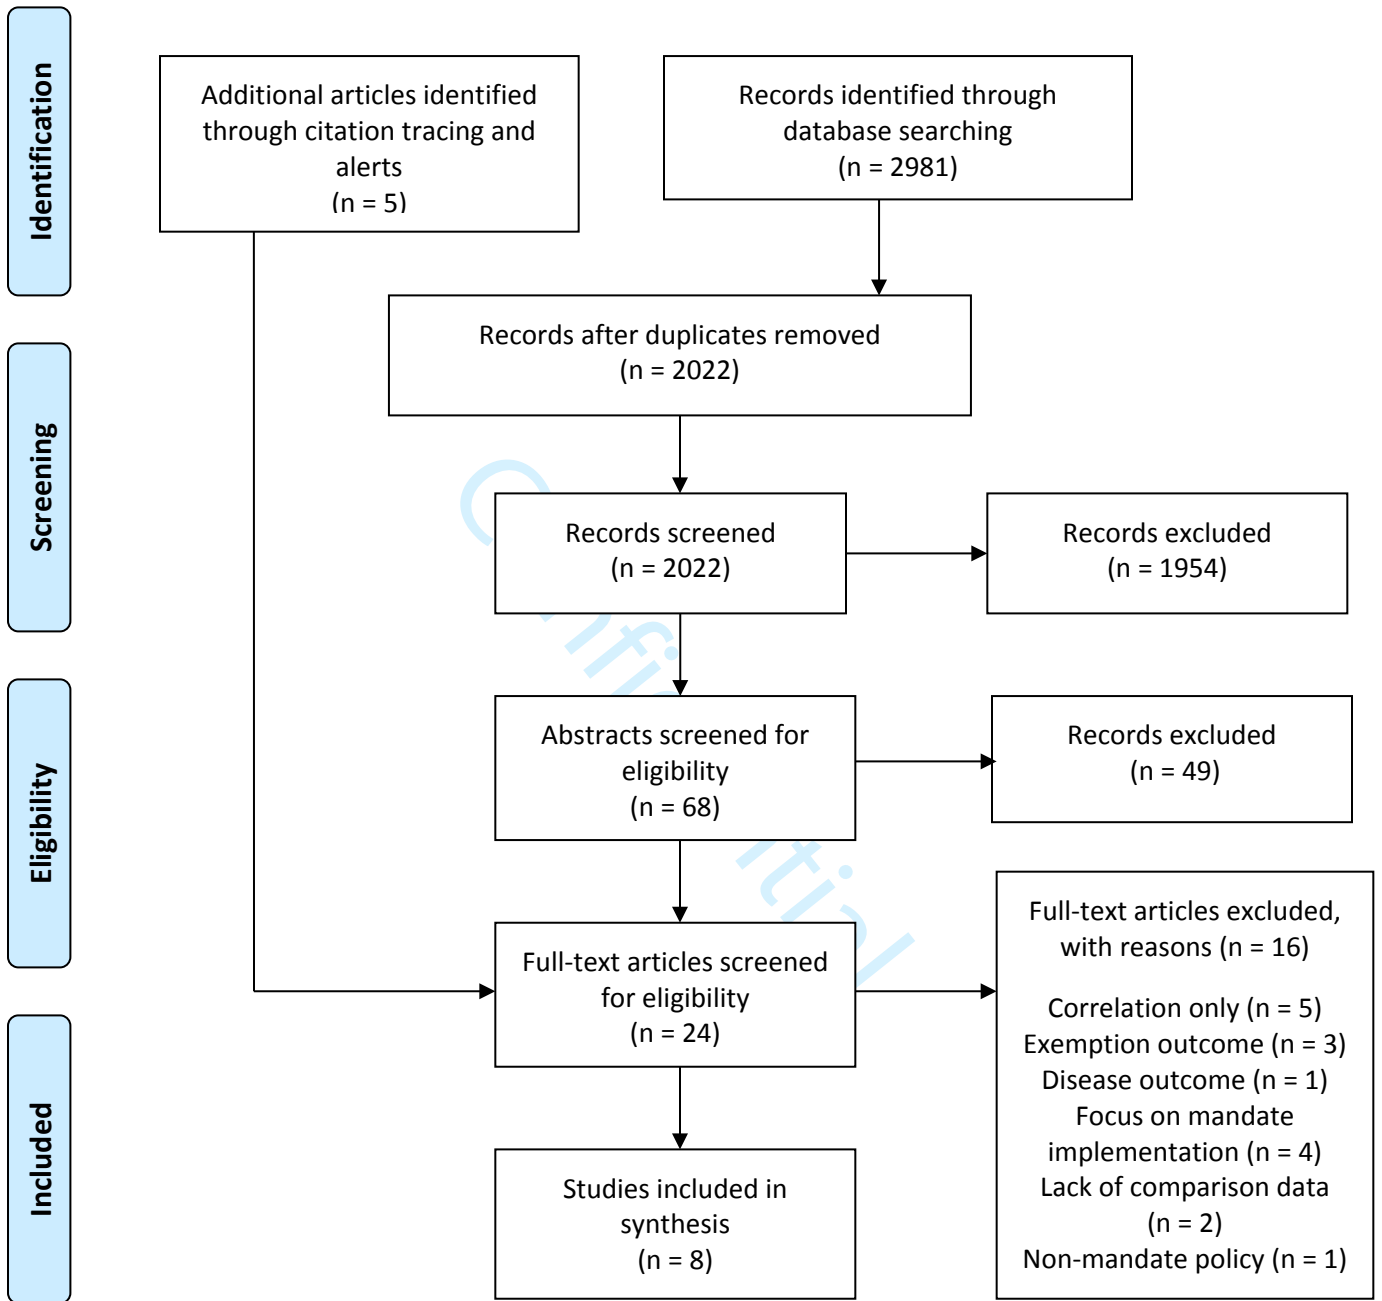 Identification
Additional articles identified
through citation tracing and
alerts
(n = 5)
Records identified through
database searching
(n = 2981)
Records after duplicates removed
(n = 2022)
Screening
Records screened
(n = 2022)
Records excluded
(n = 1954)
Eligibility
Abstracts screened for
eligibility
(n = 68)
Records excluded
(n = 49)
Full-text articles screened
for eligibility
(n = 24)
Full-text articles excluded,
with reasons (n = 16)
Correlation only (n = 5)
Exemption outcome (n = 3)
Disease outcome (n = 1)
Focus on mandate
implementation (n = 4)
Lack of comparison data
(n = 2)
Non-mandate policy (n = 1)
Included
Studies included in
synthesis
(n = 8)